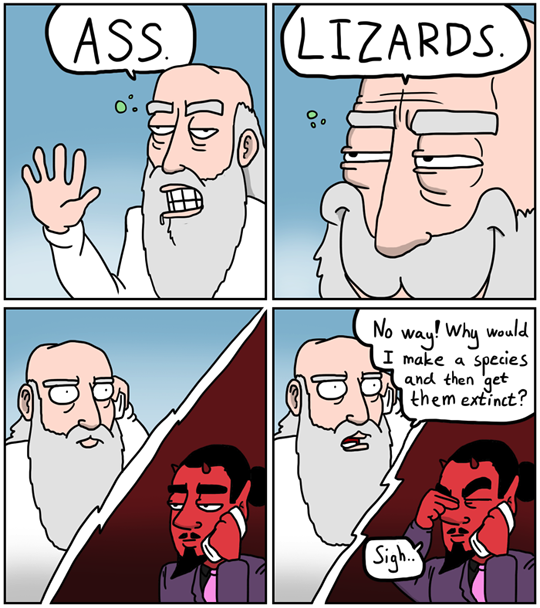 ASS.
LIZARDS.
No way! Why would
I make a species
and then get
them extinct?
Sigh..